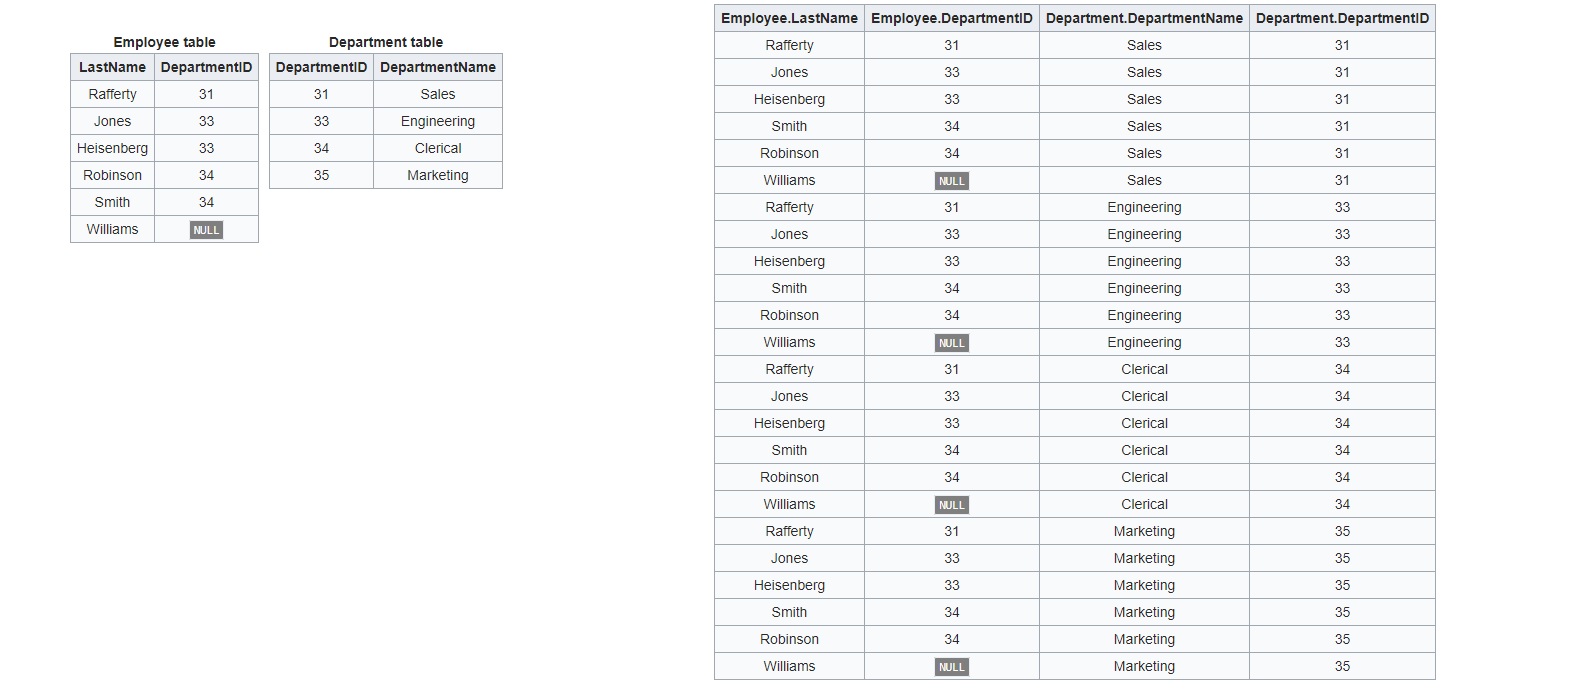 Employee table
LastName DepartmentID
Rafferty 31
Jones 33
Heisenberg 33
Robinson 34
Smith 34
Williams NULL
Department table
DepartmentID DepartmentName
31 Sales
33 Engineering
34 Clerical
35 Marketing
Employee.LastName Employee.DepartmentID Department.DepartmentName Department.DepartmentID
Rafferty 31 Sales 31
Jones 33 Sales 31
Heisenberg 33 Sales 31
Smith 34 Sales 31
Robinson 34 Sales 31
Williams NULL Sales 31
Rafferty 31 Engineering 33
Jones 33 Engineering 33
Heisenberg 33 Engineering 33
Smith 34 Engineering 33
Robinson 34 Engineering 33
Williams NULL Engineering 33
Rafferty 31 Clerical 34
Jones 33 Clerical 34
Heisenberg 33 Clerical 34
Smith 34 Clerical 34
Robinson 34 Clerical 34
Williams NULL Clerical 34
Rafferty 31 Marketing 35
Jones 33 Marketing 35
Heisenberg 33 Marketing 35
Smith 34 Marketing 35
Robinson 34 Marketing 35
Williams NULL Marketing 35